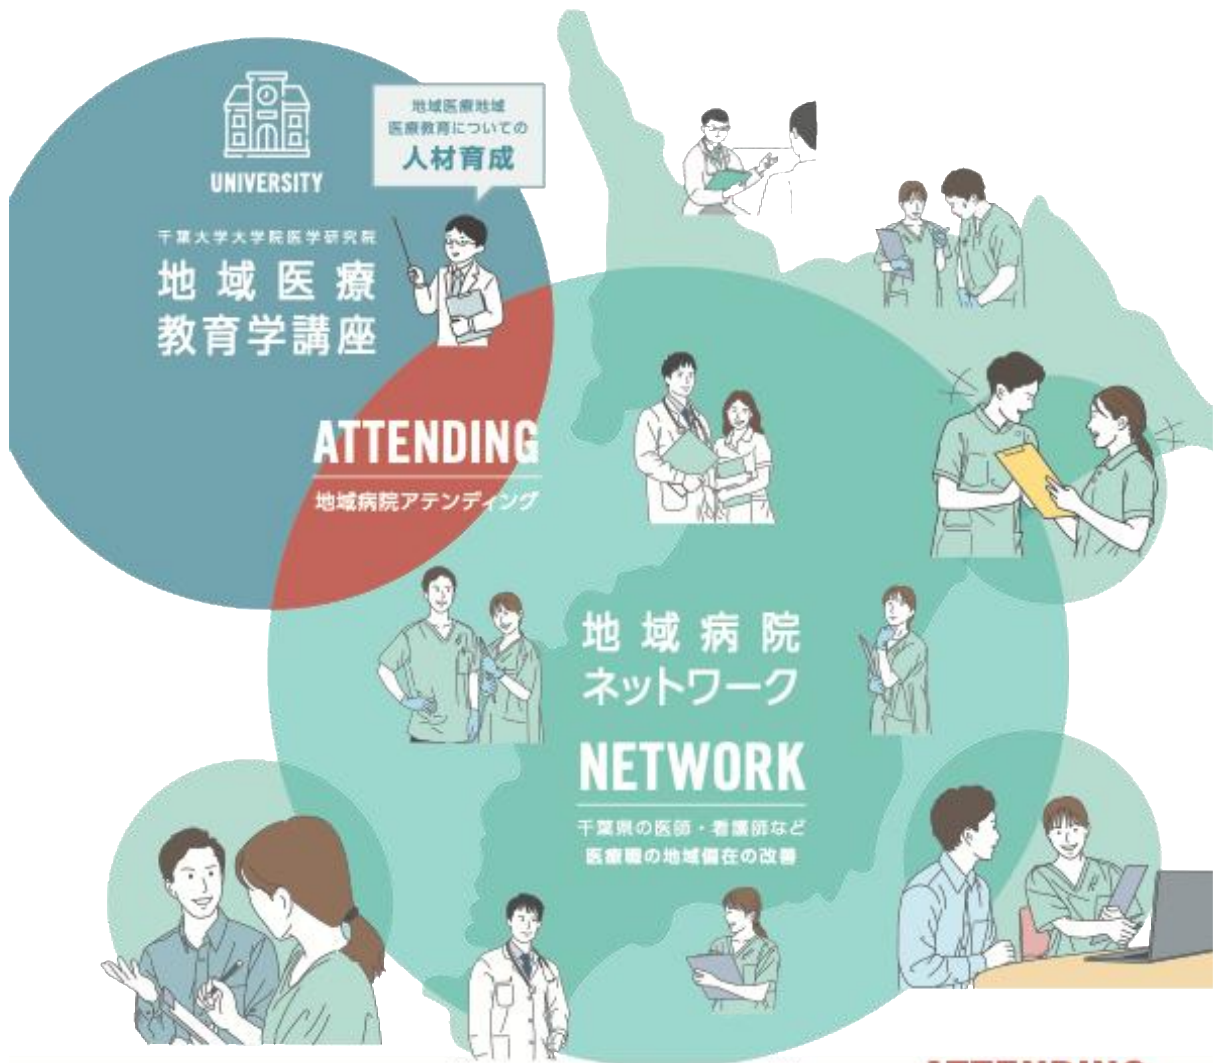 地域医療地域
医療教育についての
人材育成
UNIVERSITY
千葉大学大学院医学研究院
地域医療
教育学講座
ATTENDING
地域病院アテンディング
地域病院
ネットワーク
NETWORK
千葉県の医師・看護師など
医療職の地域偏在の改善
ATTENDING